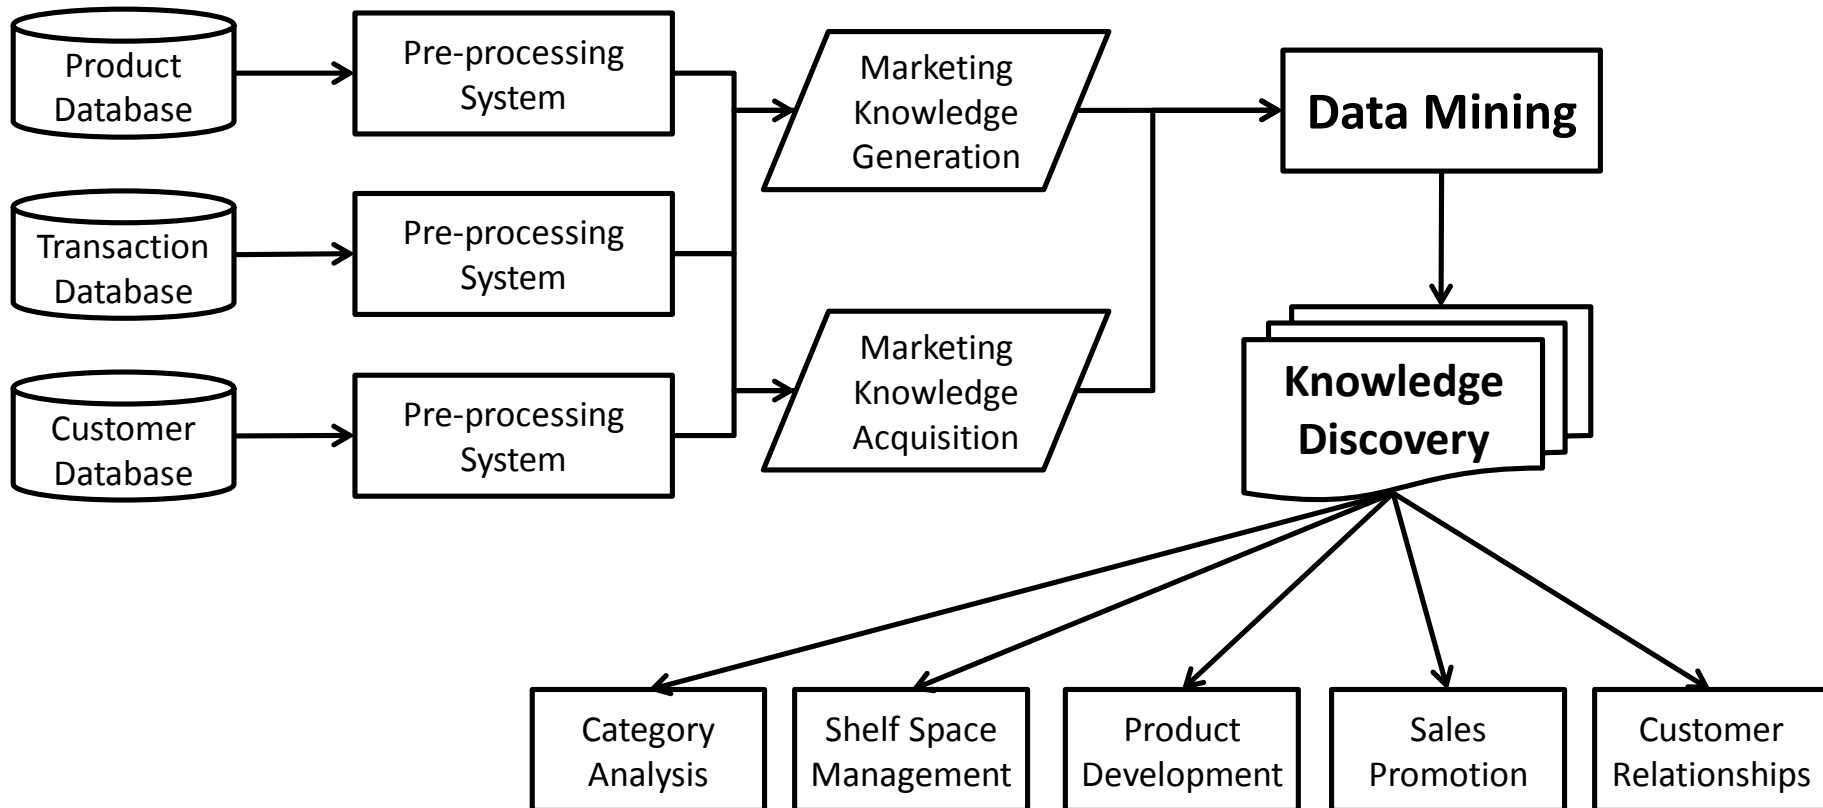 Product
Database
Pre-processing
System
Marketing
Knowledge
Generation
Data Mining
Transaction
Database
Pre-processing
System
Customer
Database
Pre-processing
System
Marketing
Knowledge
Acquisition
Knowledge
Discovery
Category
Analysis
Shelf Space
Management
Product
Development
Sales
Promotion
Customer
Relationships